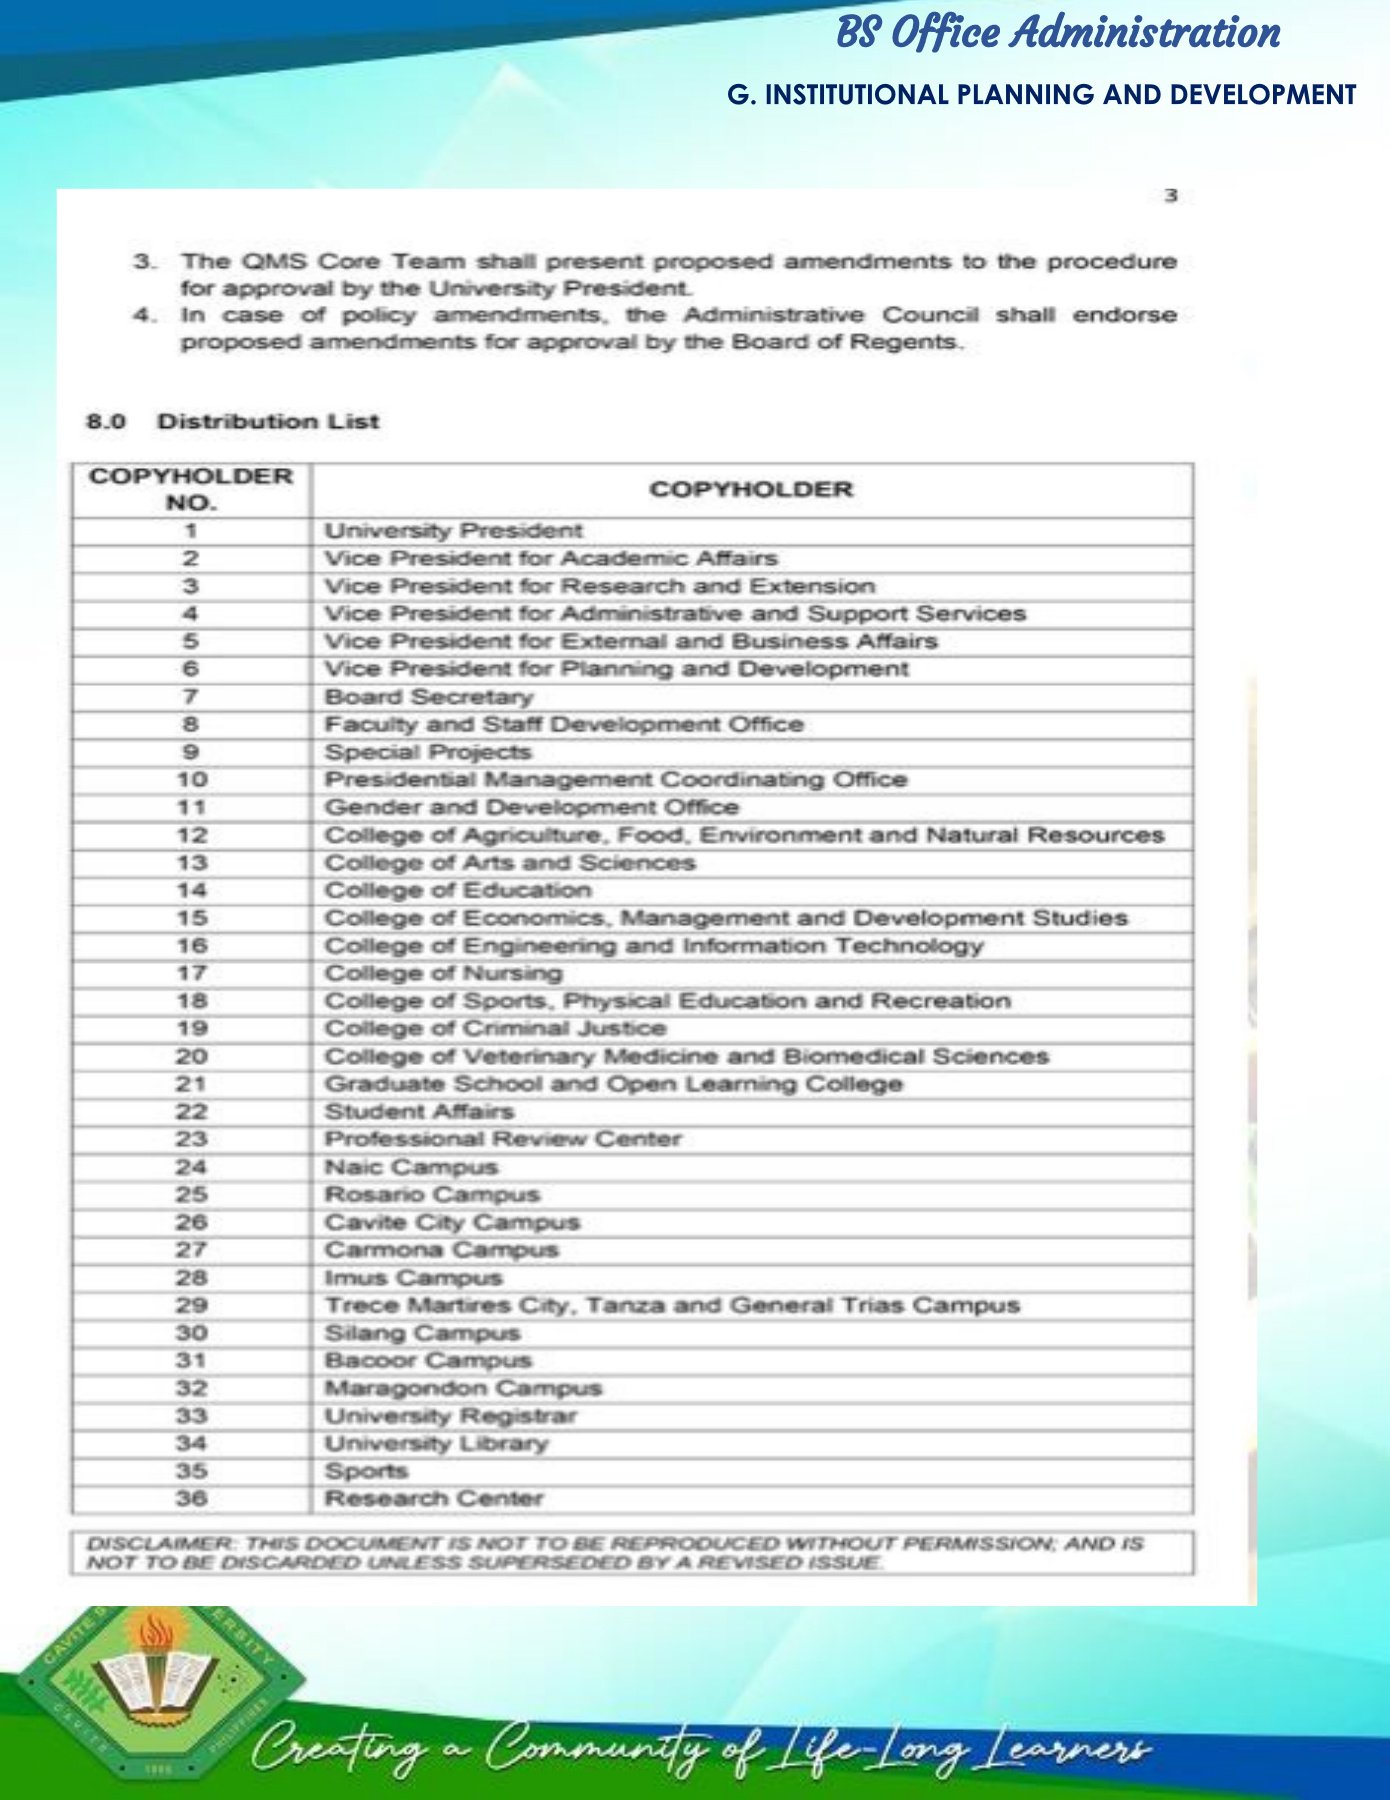 BS Office Administration
G. INSTITUTIONAL PLANNING AND DEVELOPMENT
3
3. The QMS Core Team shall present proposed amendments to the procedure
for approval by the University President.
4. In case of policy amendments, the Administrative Council shall endorse
proposed amendments for approval by the Board of Regents.
8.0 Distribution List
COPYHOLDER NO. COPYHOLDER
1 University President
2 Vice President for Academic Affairs
3 Vice President for Research and Extension
4 Vice President for Administrative and Support Services
5 Vice President for External and Business Affairs
6 Vice President for Planning and Development
7 Board Secretary
8 Faculty and Staff Development Office
9 Special Projects
10 Presidential Management Coordinating Office
11 Gender and Development Office
12 College of Agriculture, Food, Environment and Natural Resources
13 College of Arts and Sciences
14 College of Education
15 College of Economics, Management and Development Studies
16 College of Engineering and Information Technology
17 College of Nursing
18 College of Sports, Physical Education and Recreation
19 College of Criminal Justice
20 College of Veterinary Medicine and Biomedical Sciences
21 Graduate School and Open Learning College
22 Student Affairs
23 Professional Review Center
24 Naic Campus
25 Rosario Campus
26 Cavite City Campus
27 Carmona Campus
28 Imus Campus
29 Trece Martires City, Tanza and General Trias Campus
30 Silang Campus
31 Bacoor Campus
32 Maragondon Campus
33 University Registrar
34 University Library
35 Sports
36 Research Center
DISCLAIMER: THIS DOCUMENT IS NOT TO BE REPRODUCED WITHOUT PERMISSION; AND IS
NOT TO BE DISCARDED UNLESS SUPERSEDED BY A REVISED ISSUE.
CAVITE
CAVITE PHILIPPINES
1906
Creating a Community of Life-Long Learners